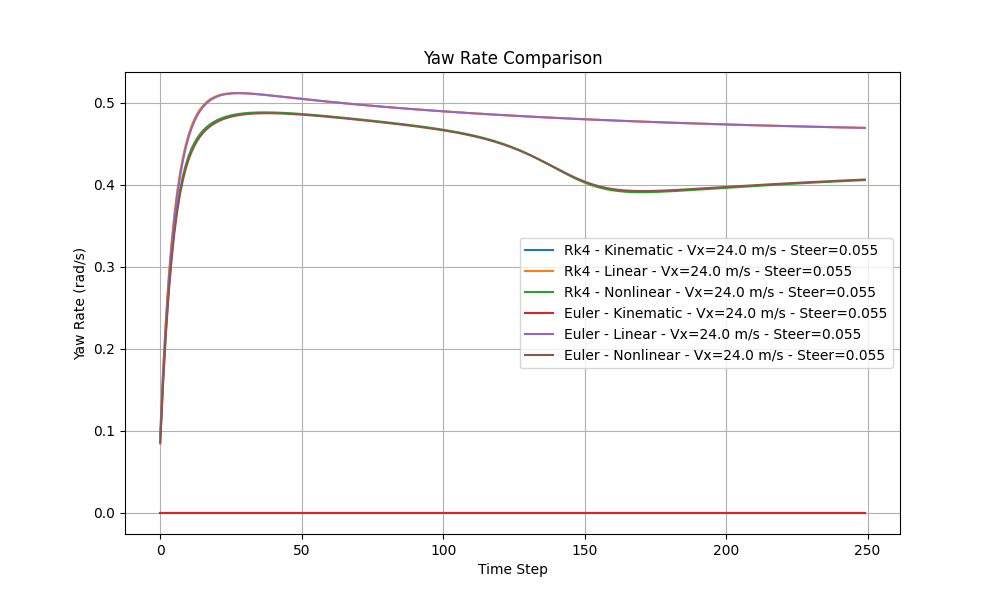 Yaw Rate Comparison
Yaw Rate (rad/s)
0.5
0.4
0.3
0.2
0.1
0.0
Rk4 - Kinematic - Vx=24.0 m/s - Steer=0.055
Rk4 - Linear - Vx=24.0 m/s - Steer=0.055
Rk4 - Nonlinear - Vx=24.0 m/s - Steer=0.055
Euler - Kinematic - Vx=24.0 m/s - Steer=0.055
Euler - Linear - Vx=24.0 m/s - Steer=0.055
Euler - Nonlinear - Vx=24.0 m/s - Steer=0.055
0 50 100 150 200 250
Time Step